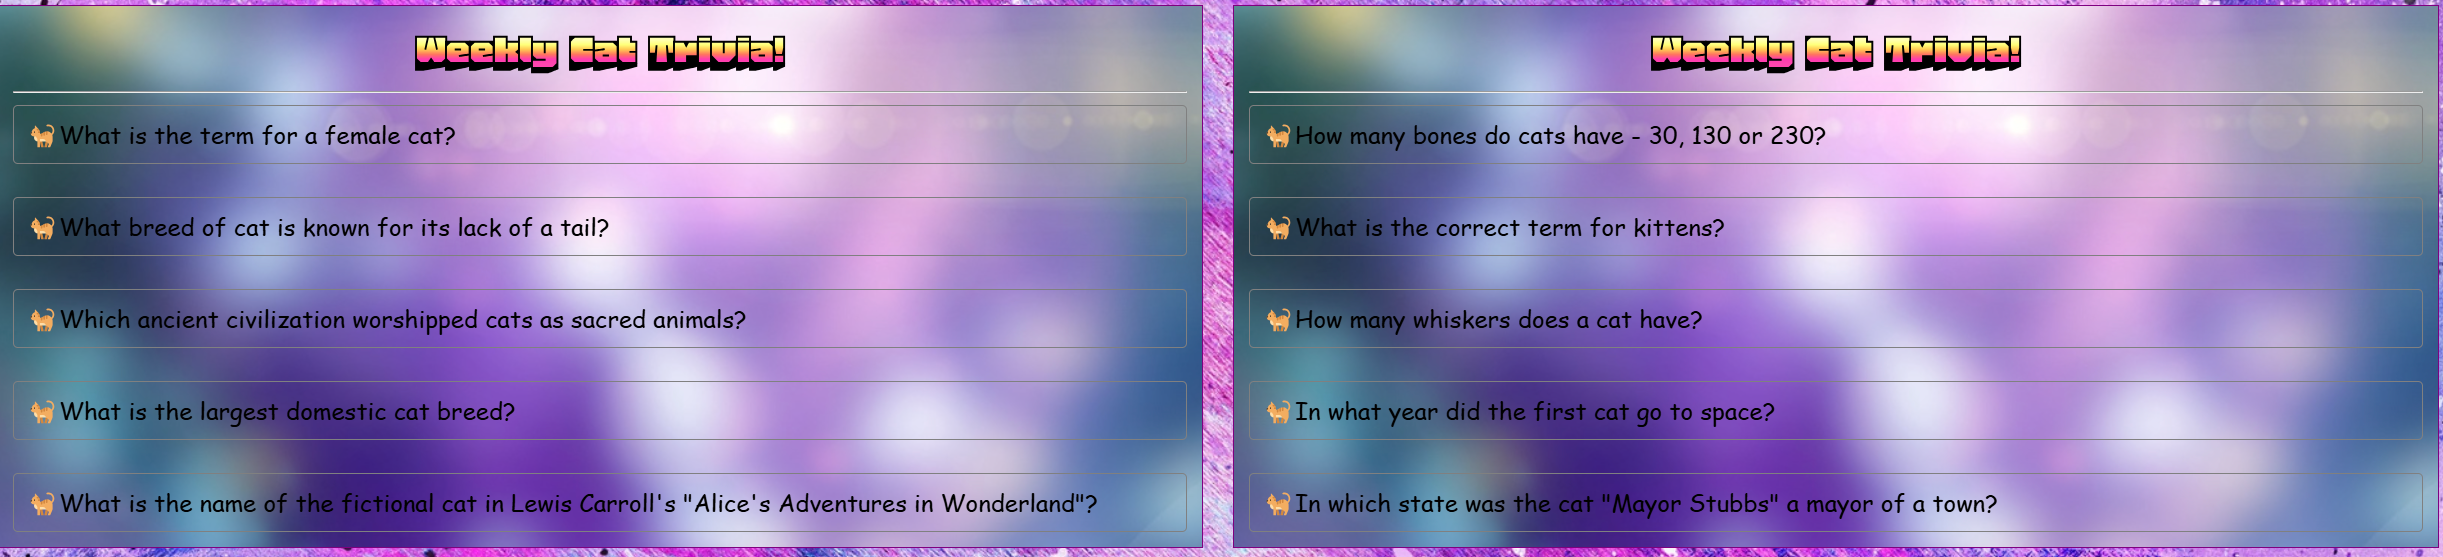 Weekly Cat Trivia!
What is the term for a female cat?
What breed of cat is known for its lack of a tail?
Which ancient civilization worshipped cats as sacred animals?
What is the largest domestic cat breed?
What is the name of the fictional cat in Lewis Carroll's "Alice's Adventures in Wonderland"?
Weekly Cat Trivia!
How many bones do cats have - 30, 130 or 230?
What is the correct term for kittens?
How many whiskers does a cat have?
In what year did the first cat go to space?
In which state was the cat "Mayor Stubbs" a mayor of a town?